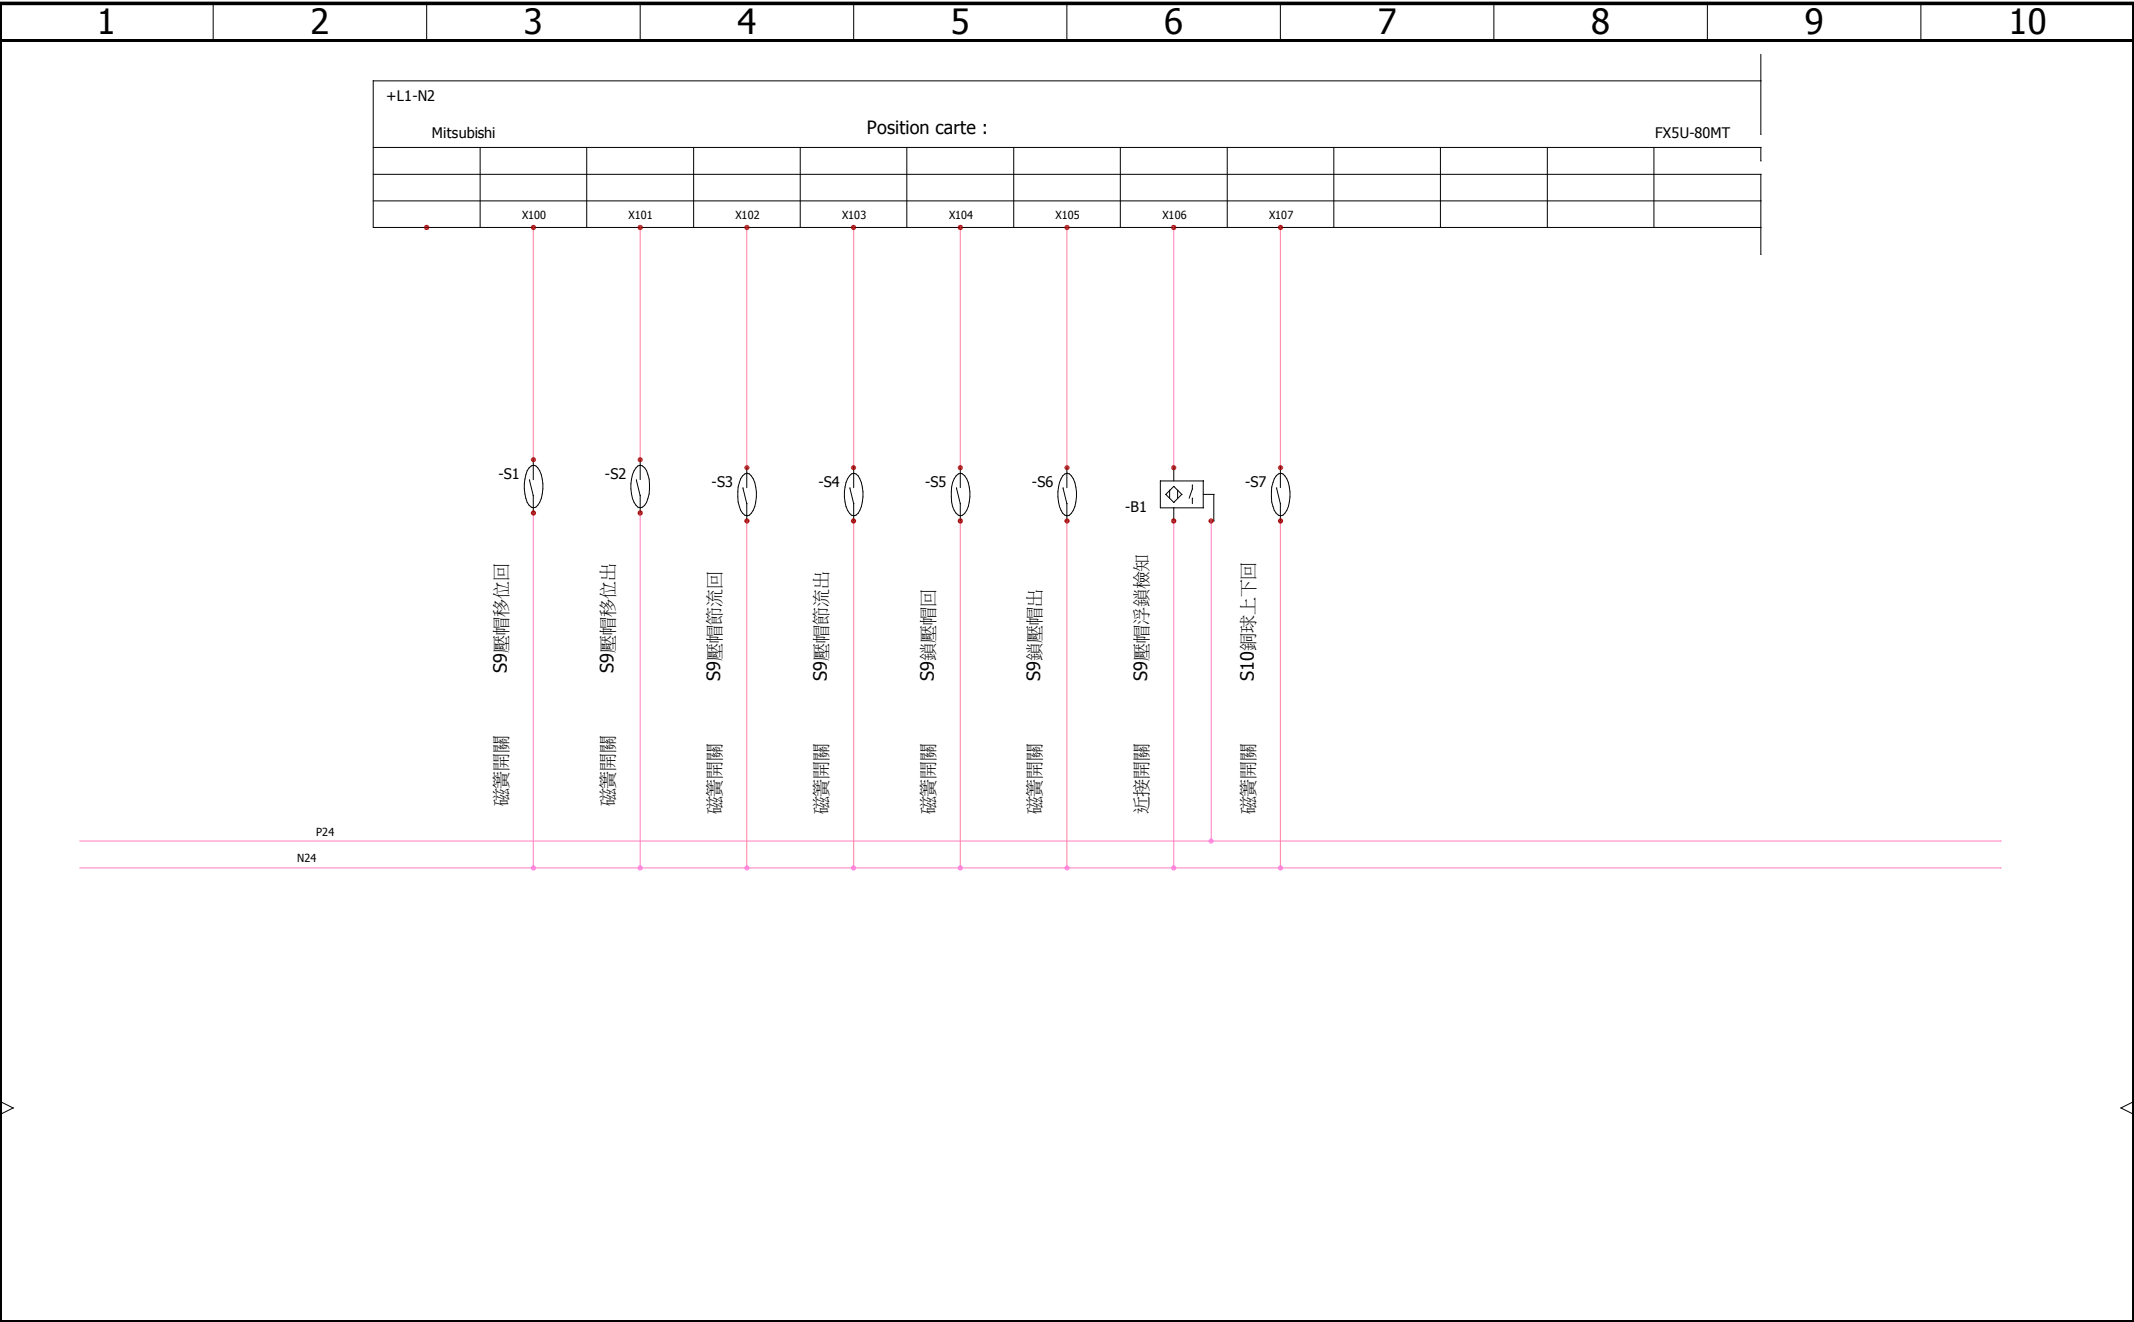 1 2 3 4 5 6 7 8 9 10
+L1-N2
Mitsubishi Position carte : FX5U-80MT
X100 X101 X102 X103 X104 X105 X106 X107
-S1 -S2 -S3 -S4 -S5 -S6 -B1 -S7
S9壓帽移位回
S9壓帽移位出
S9壓帽節流回
S9壓帽節流出
S9鎖壓帽回
S9鎖壓帽出
S9壓帽浮鎖檢知
S10銅球上下回
磁簧開關
磁簧開關
磁簧開關
磁簧開關
磁簧開關
磁簧開關
近接開關
磁簧開關
P24
N24